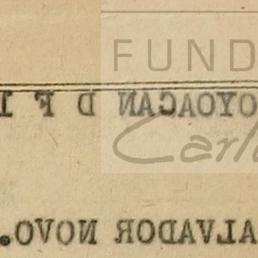 FUND
OYOACAN D F I
Carl
ALVADOR NOVO.